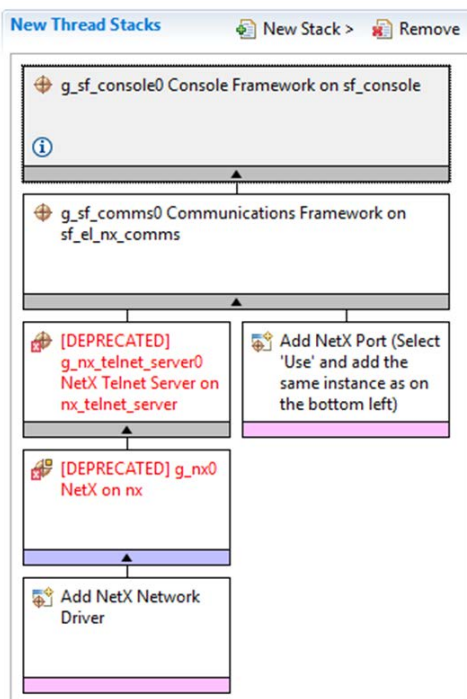 New Thread Stacks
New Stack >
Remove
g_sf_console0 Console Framework on sf_console
g_sf_comms0 Communications Framework on
sf_el_nx_comms
[DEPRECATED]
g_nx_telnet_server0
NetX Telnet Server on
nx_telnet_server
Add NetX Port (Select
'Use' and add the
same instance as on
the bottom left)
[DEPRECATED] g_nx0
NetX on nx
Add NetX Network
Driver